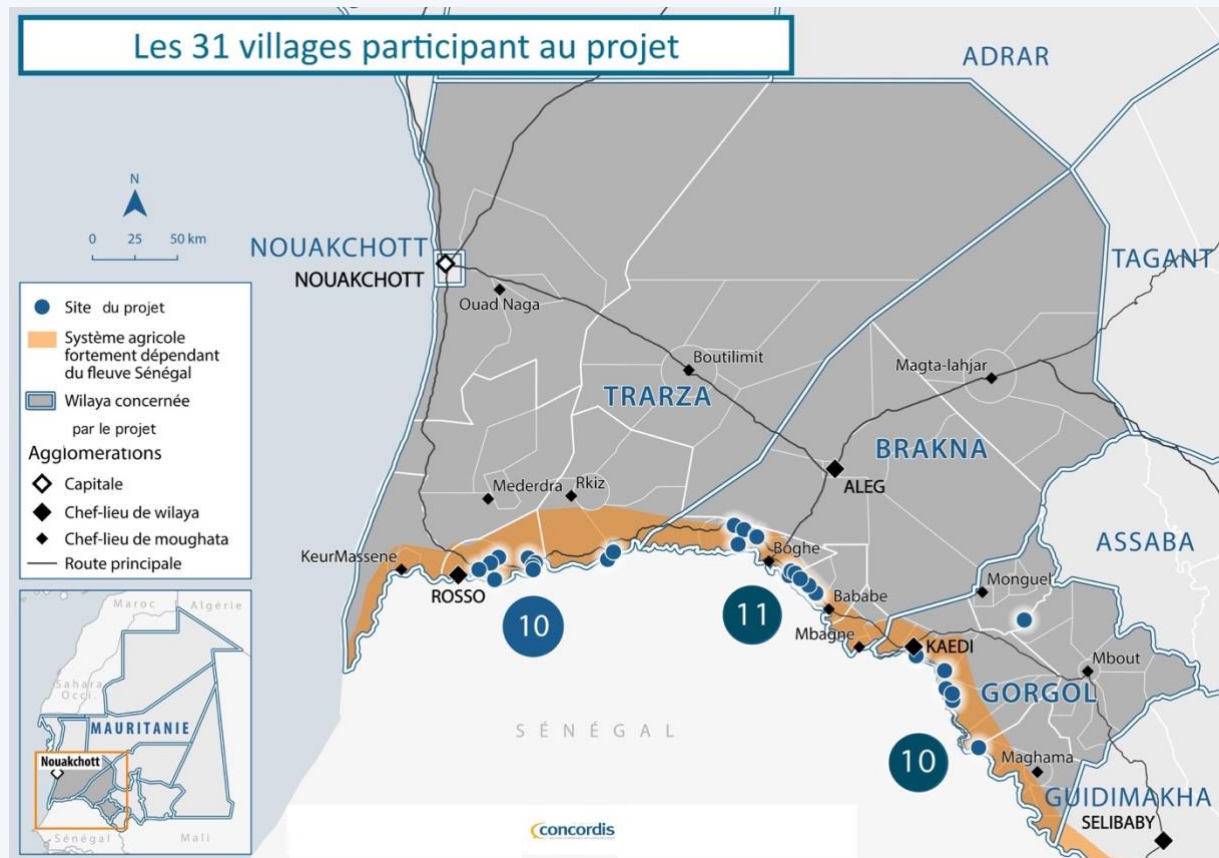 Les 31 villages participant au projet
ADRAR
N
0 25 50 km
NOUAKCHOTT
NOUAKCHOTT
TAGANT
Ouad Naga
Boutilimit
Magta-lahjar
TRARZA
BRAKNA
ALEG
Mederdra
Rkiz
ASSABA
KeurMassene
ROSSO
Boghe
Monguel
10
11
Bababe
Mbagne
KAEDI
Mbout
GORGOL
SÉNÉGAL
10
Maghama
GUIDIMAKHA
SELIBABY
Site du projet
Système agricole
fortement dépendant
du fleuve Sénégal
Wilaya concernée
par le projet
Agglomérations
Capitale
Chef-lieu de wilaya
Chef-lieu de moughata
Route principale
Maroc
Algérie
Sahara
Occi.
MAURITANIE
Nouakchott
Sénégal
Mali
concordis